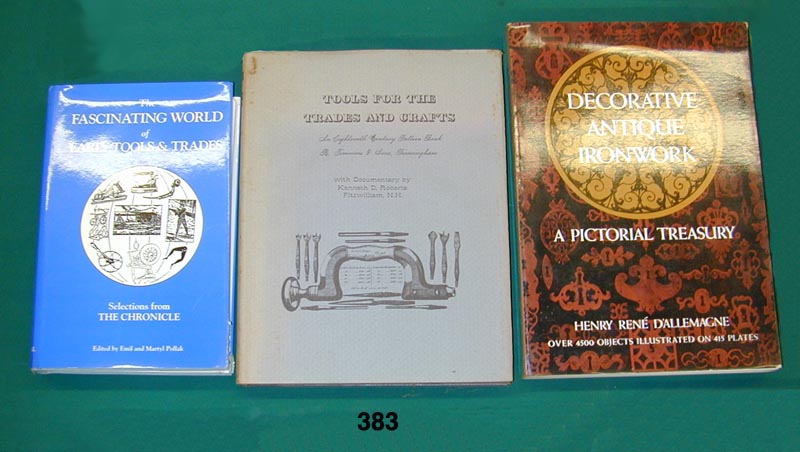 The
FASCINATING WORLD
of
EARLY TOOLS & TRADES
Selections from
THE CHRONICLE
Edited by Emil and Martyl Pollak
TOOLS FOR THE
TRADES AND CRAFTS
An Eighteenth Century Pattern Book
R. Timmins & Sons, Birmingham
with Documentary by
Kenneth D. Roberts
Fitzwilliam, N.H.
DECORATIVE
ANTIQUE
IRONWORK
A PICTORIAL TREASURY
HENRY RENÉ D'ALLEMAGNE
OVER 4500 OBJECTS ILLUSTRATED ON 415 PLATES
383